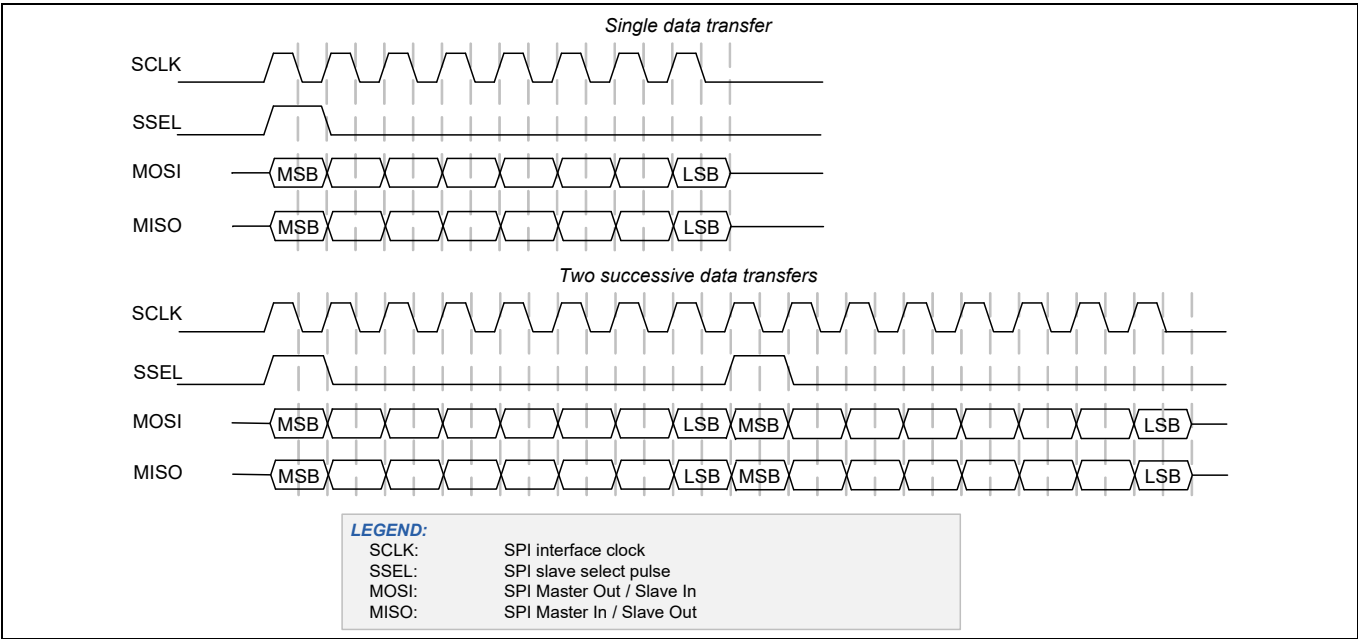 Single data transfer
SCLK
SSEL
MOSI MSB LSB
MISO MSB LSB
Two successive data transfers
SCLK
SSEL
MOSI MSB LSB MSB LSB
MISO MSB LSB MSB LSB
LEGEND:
SCLK: SPI interface clock
SSEL: SPI slave select pulse
MOSI: SPI Master Out / Slave In
MISO: SPI Master In / Slave Out